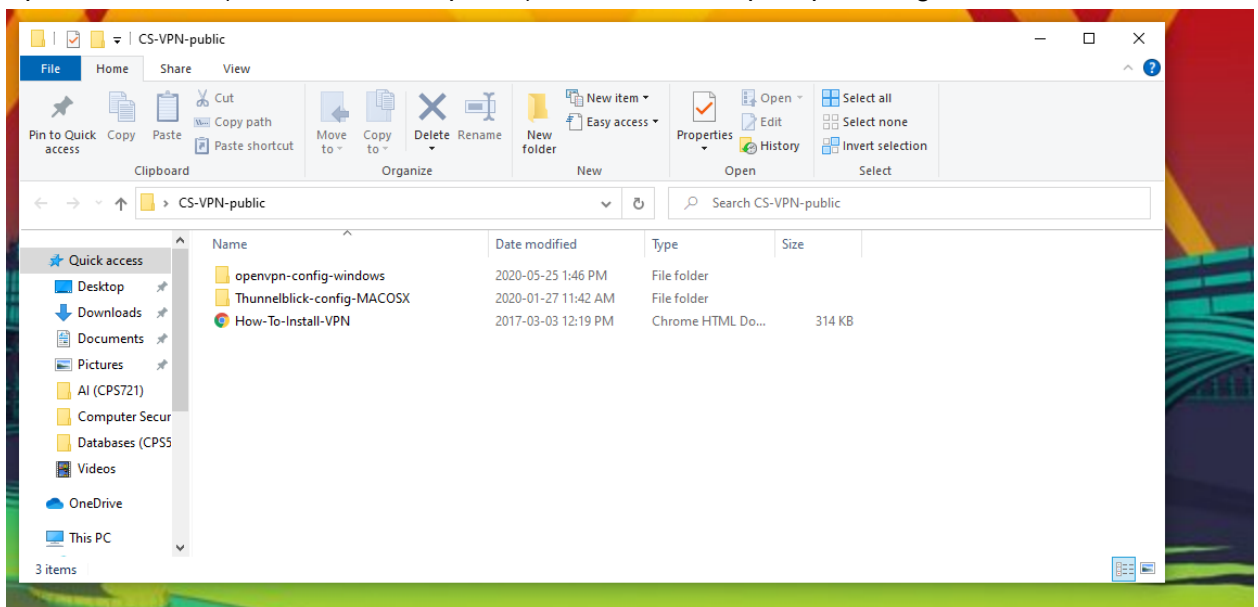 CS-VPN-public
File Home Share View
Pin to Quick access
Copy
Paste
Cut
Copy path
Paste shortcut
Clipboard
Move to
Copy to
Delete
Rename
Organize
New folder
New item
Easy access
New
Properties
Open
Edit
History
Open
Select all
Select none
Invert selection
Select
CS-VPN-public
Search CS-VPN-public
Name Date modified Type Size
openvpn-config-windows 2020-05-25 1:46 PM File folder
Thunnelblick-config-MACOSX 2020-01-27 11:42 AM File folder
How-To-Install-VPN 2017-03-03 12:19 PM Chrome HTML Do... 314 KB
Quick access
Desktop
Downloads
Documents
Pictures
AI (CPS721)
Computer Secur
Databases (CPS5
Videos
OneDrive
This PC
3 items